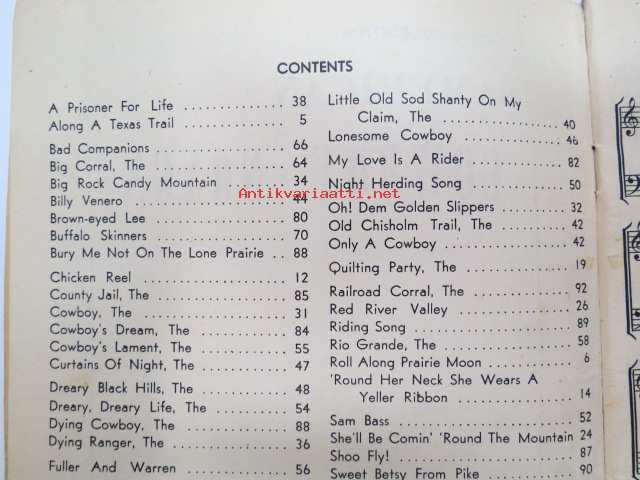 CONTENTS
A Prisoner For Life .................. 38
Along A Texas Trail .................. 5
Bad Companions .................. 66
Big Corral, The .................. 64
Big Rock Candy Mountain .......... 34
Billy Venero .................. 44
Brown-eyed Lee .................. 80
Buffalo Skinners .................. 70
Bury Me Not On The Lone Prairie .. 88
Chicken Reel .................. 12
County Jail, The .................. 85
Cowboy, The .................. 31
Cowboy's Dream, The .................. 84
Cowboy's Lament, The .................. 55
Curtains Of Night, The .................. 47
Dreary Black Hills, The .................. 48
Dreary, Dreary Life, The .................. 54
Dying Cowboy, The .................. 88
Dying Ranger, The .................. 36
Fuller And Warren .................. 56
Little Old Sod Shanty On My
Claim, The .................. 40
Lonesome Cowboy .................. 46
My Love Is A Rider .................. 82
Night Herding Song .................. 50
Oh! Dem Golden Slippers .......... 32
Old Chisholm Trail, The .......... 42
Only A Cowboy .................. 42
Quilting Party, The .................. 19
Railroad Corral, The .................. 92
Red River Valley .................. 26
Riding Song .................. 89
Rio Grande, The .................. 58
Roll Along Prairie Moon .......... 6
'Round Her Neck She Wears A
Yeller Ribbon .................. 14
Sam Bass .................. 52
She'll Be Comin' 'Round The Mountain 24
Shoo Fly! .................. 87
Sweet Betsy From Pike .......... 90
Antikvariaatti.net